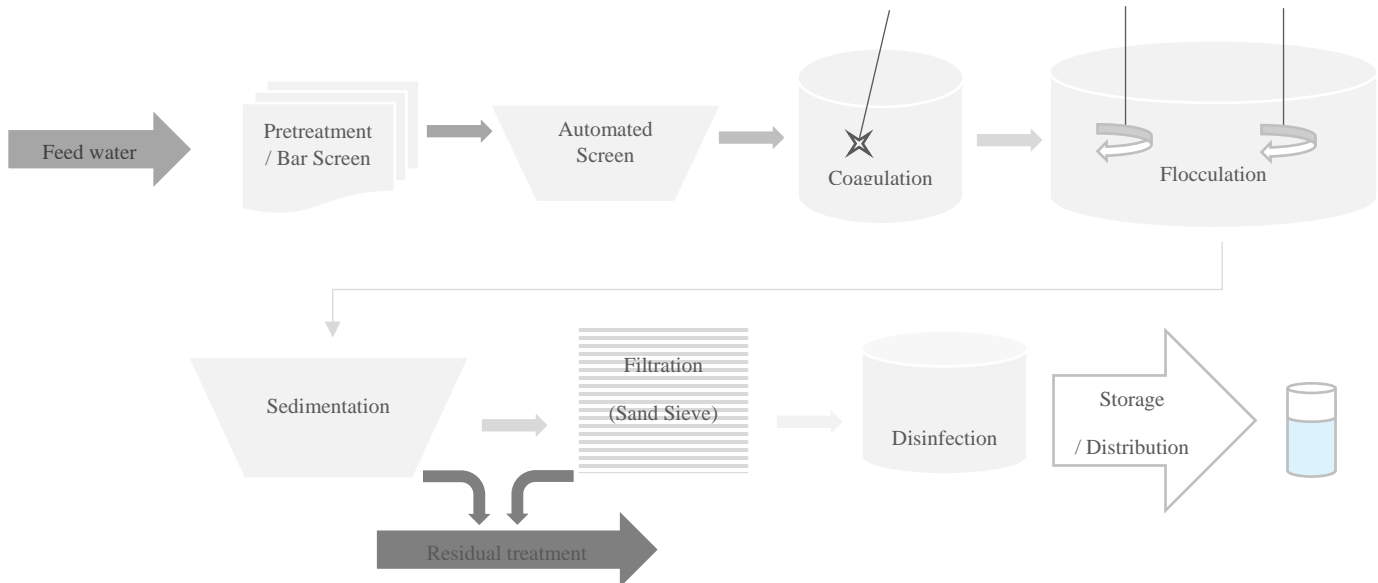 Feed water
Pretreatment
/ Bar Screen
Automated
Screen
Coagulation
Flocculation
Sedimentation
Filtration
(Sand Sieve)
Disinfection
Storage
/ Distribution
Residual treatment